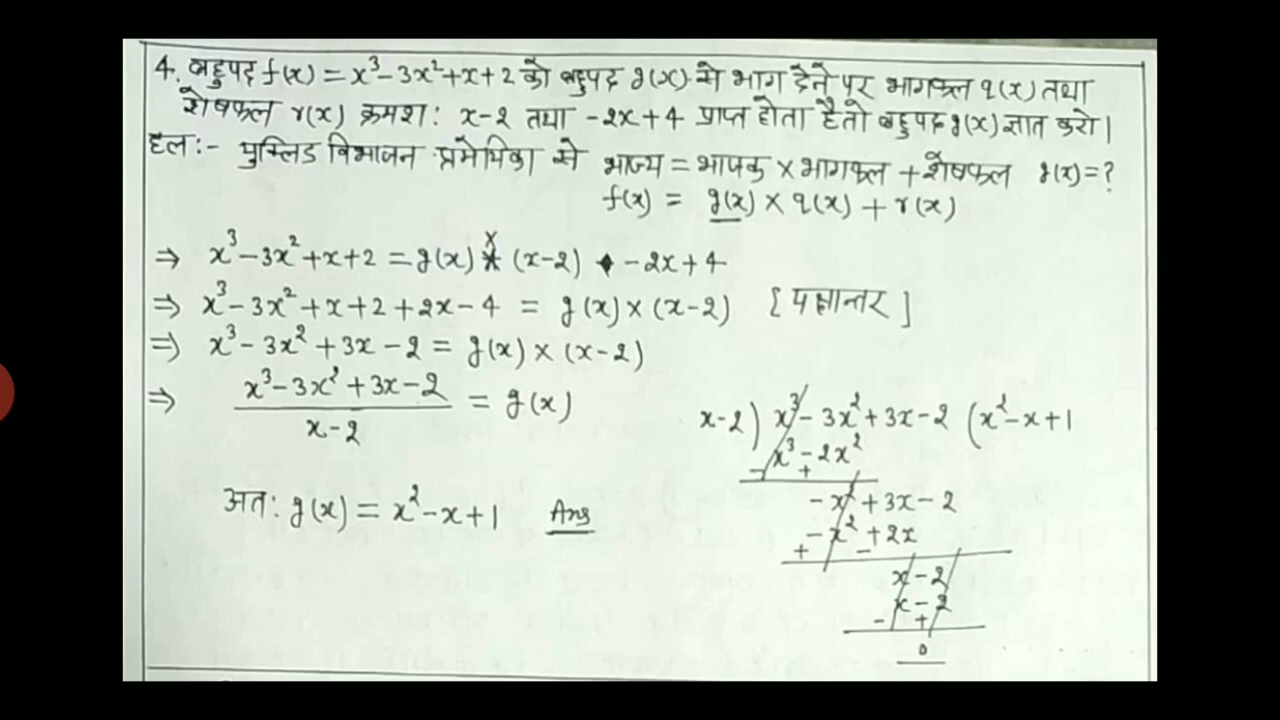 4. बहुपद f(x) = x³-3x²+x+2 को बहुपद g(x) से भाग देने पर भागफल q(x) तथा
शेषफल r(x) क्रमश: x-2 तथा -2x+4 प्राप्त होता है तो बहुपद g(x) ज्ञात करो।
हल:- युक्लिड विभाजन प्रमेयिका से भाज्य = भाजक × भागफल + शेषफल g(x)=?
f(x) = g(x) × q(x) + r(x)
⇒ x³-3x²+x+2 = g(x) × (x-2) -2x+4
⇒ x³-3x²+x+2+2x-4 = g(x) × (x-2) [पक्षान्तर]
⇒ x³-3x²+3x-2 = g(x) × (x-2)
⇒ x³-3x²+3x-2 / x-2 = g(x)
अत: g(x) = x²-x+1 Ans
x-2) x³-3x²+3x-2 (x²-x+1
x³-2x²
- +
-x²+3x-2
-x²+2x
+ -
x-2
x-2
- +
0